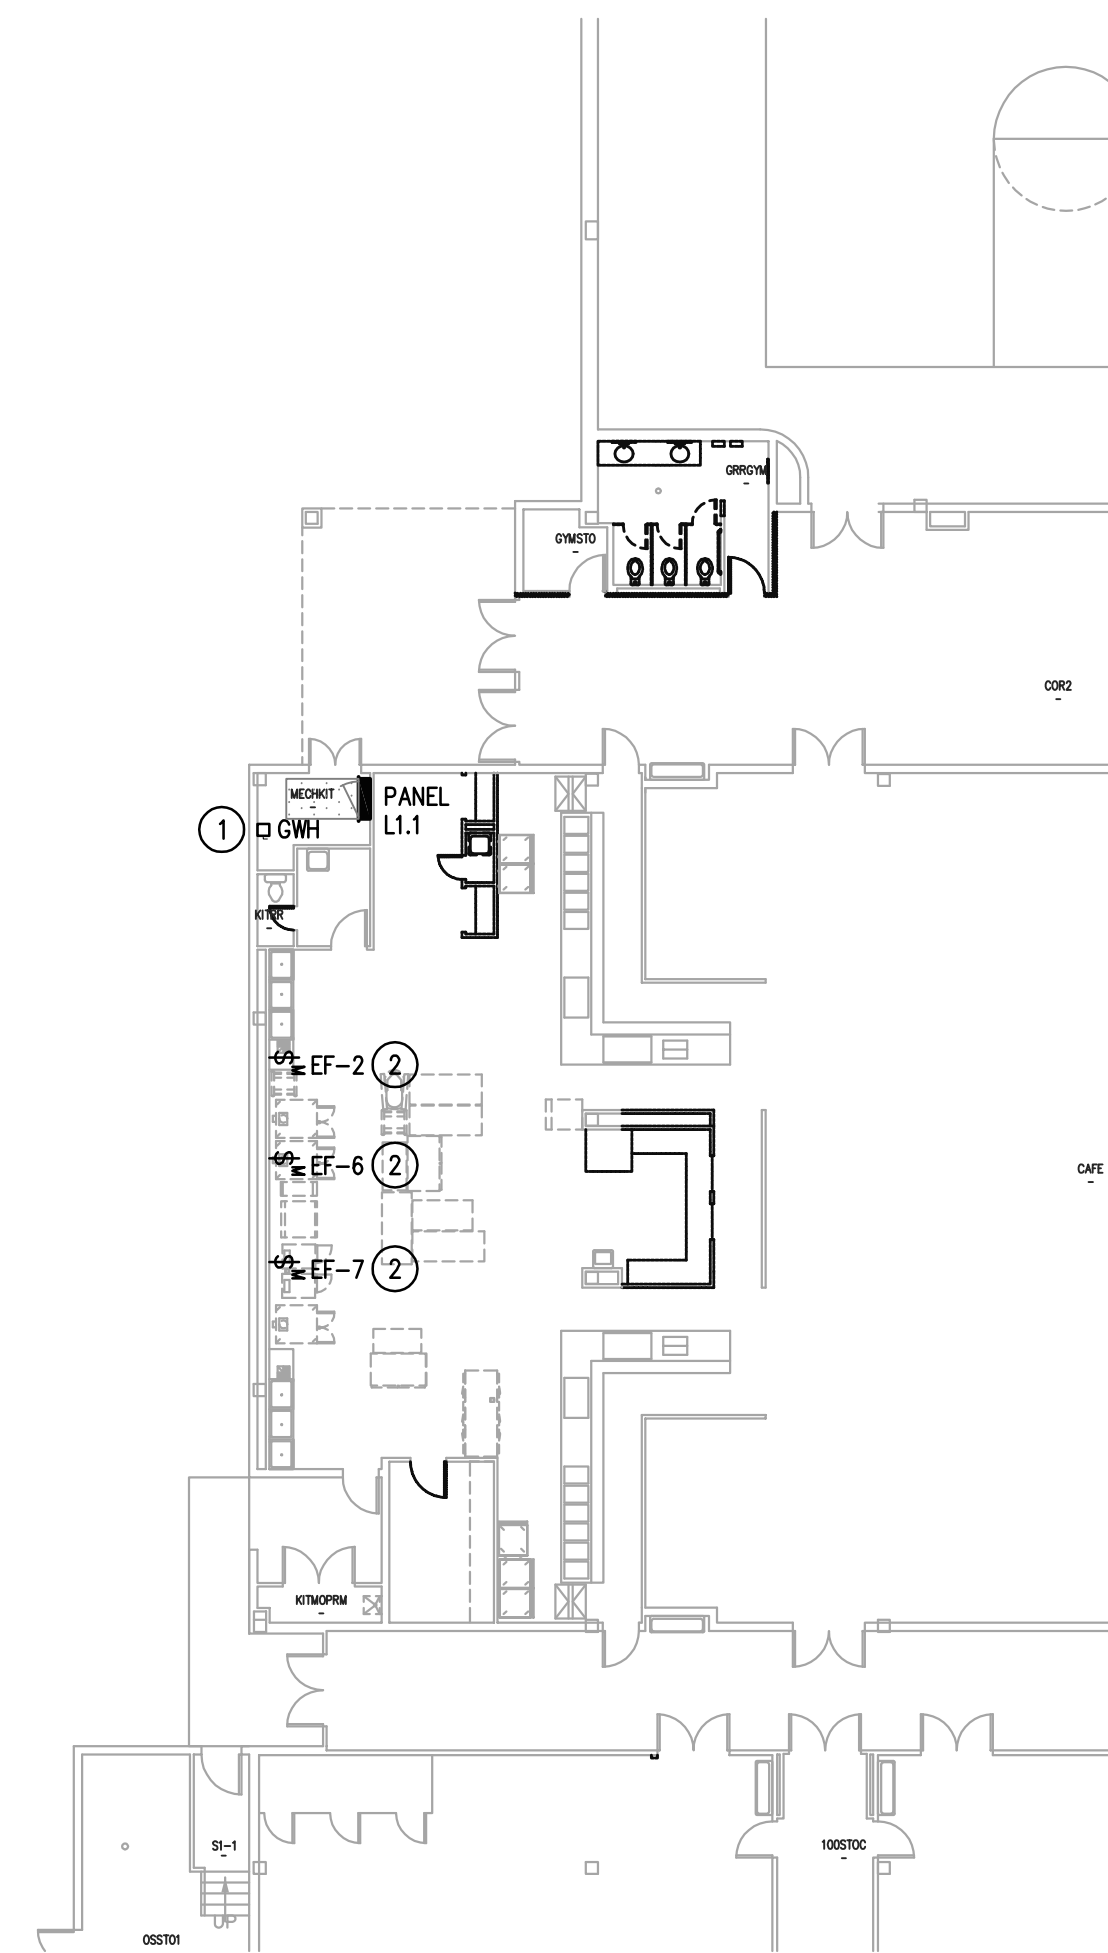 GRRGYM
GYMSTO
COR2
MECHKIT
PANEL
L1.1
1
GWH
KITRR
S M EF-2 2
CAFE
S M EF-6 2
S M EF-7 2
KITMOPRM
S1-1
100STOC
UP
OSSTO1